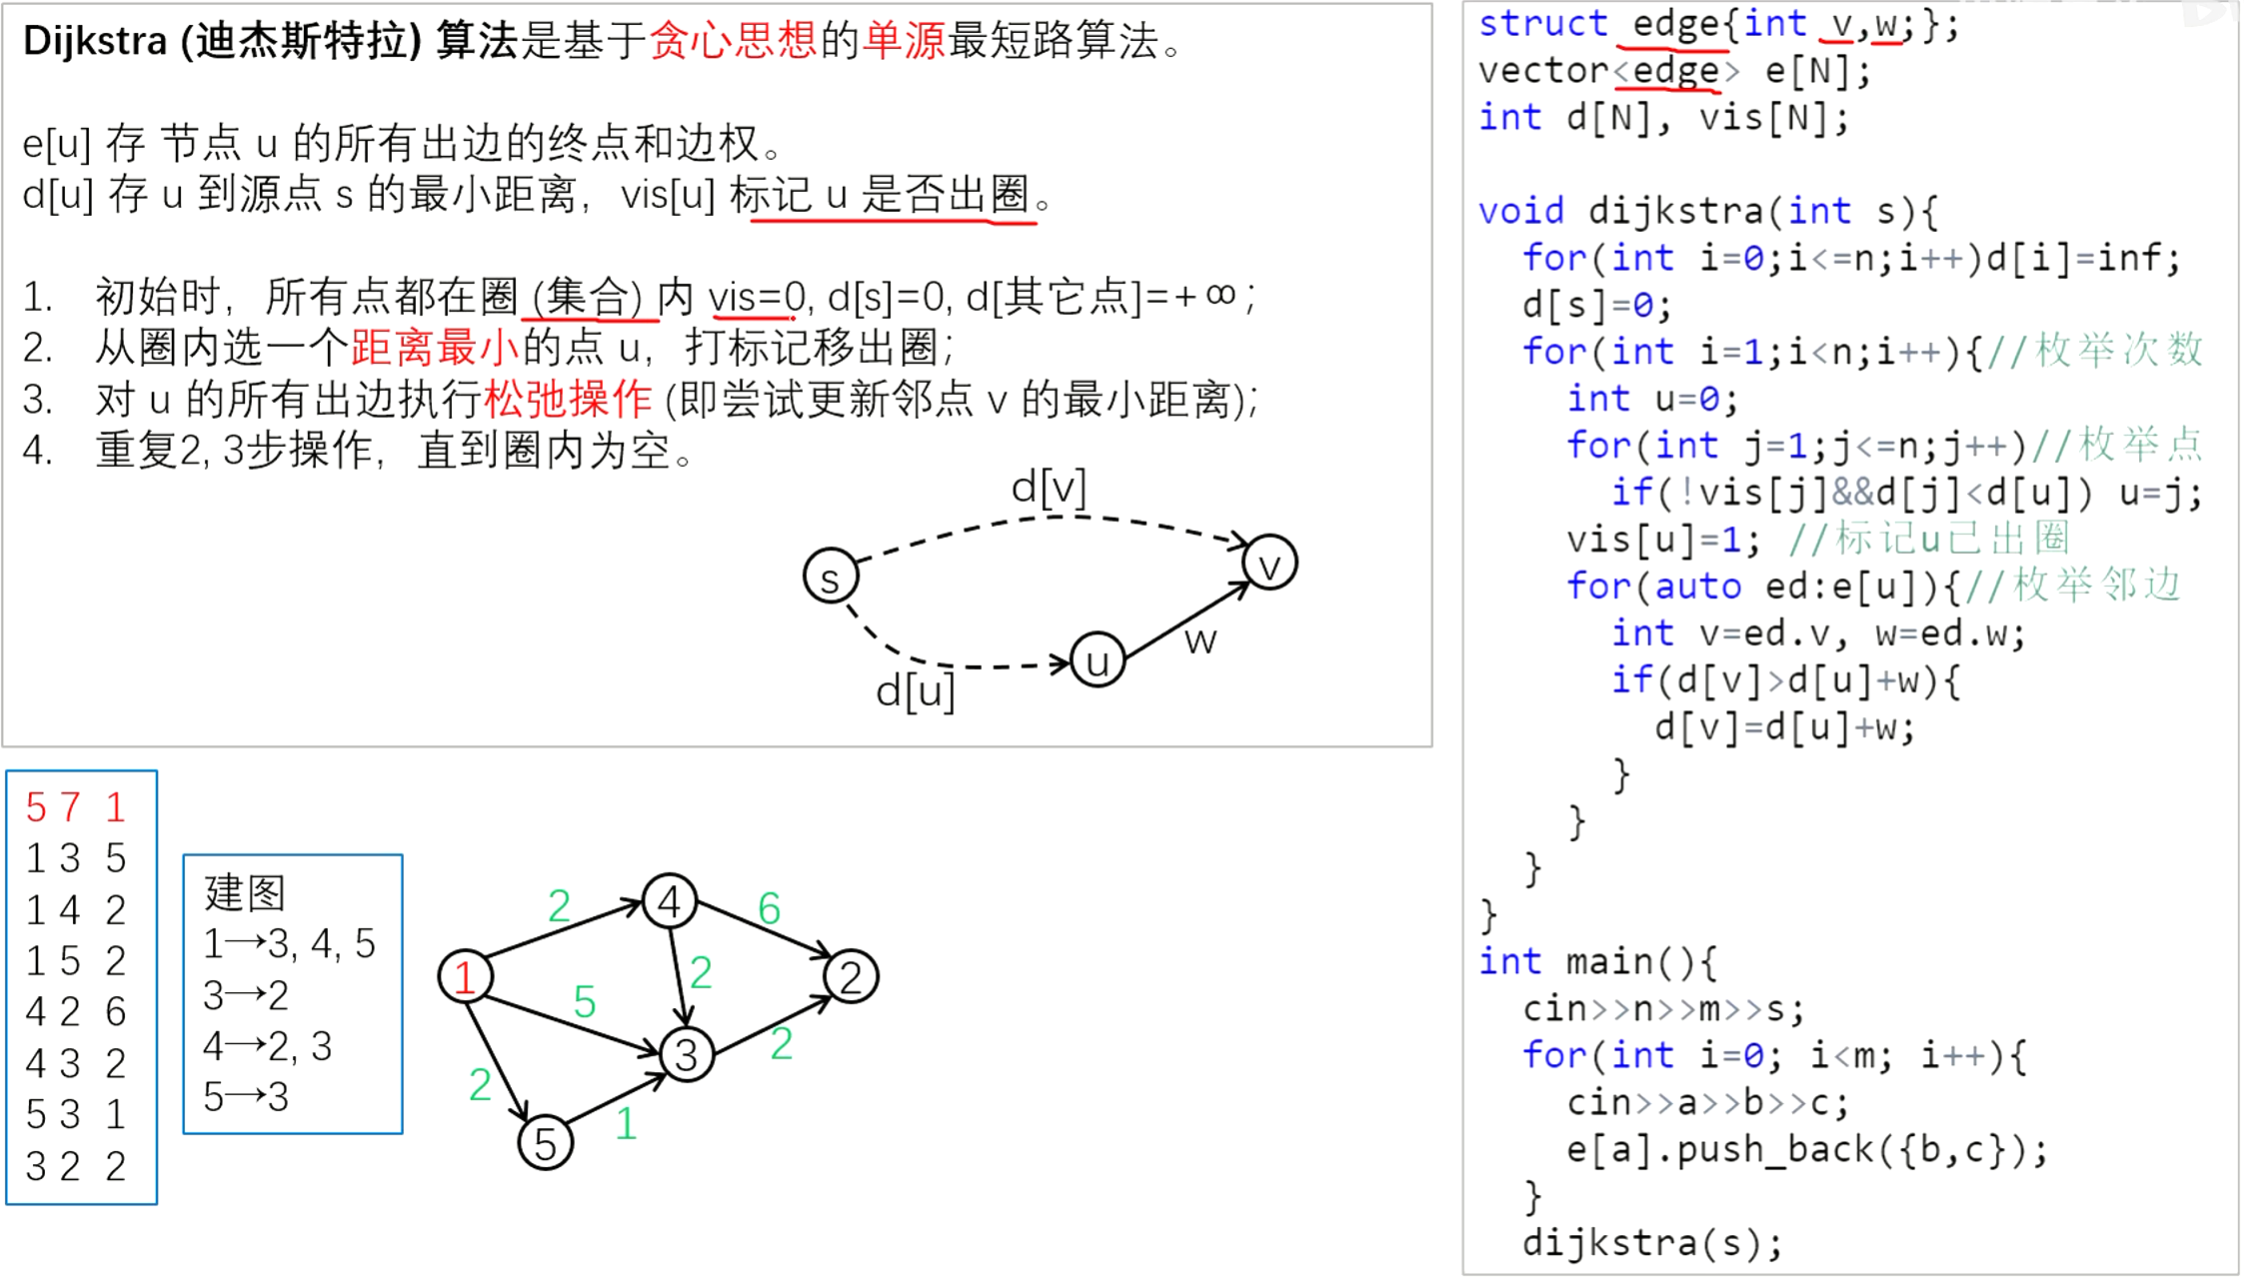 Dijkstra (迪杰斯特拉) 算法是基于贪心思想的单源最短路算法。
e[u] 存 节点 u 的所有出边的终点和边权。
d[u] 存 u 到源点 s 的最小距离，vis[u] 标记 u 是否出圈。
1. 初始时，所有点都在圈 (集合) 内 vis=0, d[s]=0, d[其它点]=+∞;
2. 从圈内选一个距离最小的点 u，打标记移出圈;
3. 对 u 的所有出边执行松弛操作 (即尝试更新邻点 v 的最小距离);
4. 重复2, 3步操作，直到圈内为空。
d[v]
s
v
u
w
d[u]
5 7 1
1 3 5
1 4 2
1 5 2
4 2 6
4 3 2
5 3 1
3 2 2
建图
1→3, 4, 5
3→2
4→2, 3
5→3
2
4
6
1
5
2
2
3
2
2
5
1
struct edge{int v,w;};
vector<edge> e[N];
int d[N], vis[N];
void dijkstra(int s){
for(int i=0;i<=n;i++)d[i]=inf;
d[s]=0;
for(int i=1;i<n;i++){//枚举次数
int u=0;
for(int j=1;j<=n;j++)//枚举点
if(!vis[j]&&d[j]<d[u]) u=j;
vis[u]=1; //标记u已出圈
for(auto ed:e[u]){//枚举邻边
int v=ed.v, w=ed.w;
if(d[v]>d[u]+w){
d[v]=d[u]+w;
}
}
}
}
int main(){
cin>>n>>m>>s;
for(int i=0; i<m; i++){
cin>>a>>b>>c;
e[a].push_back({b,c});
}
dijkstra(s);